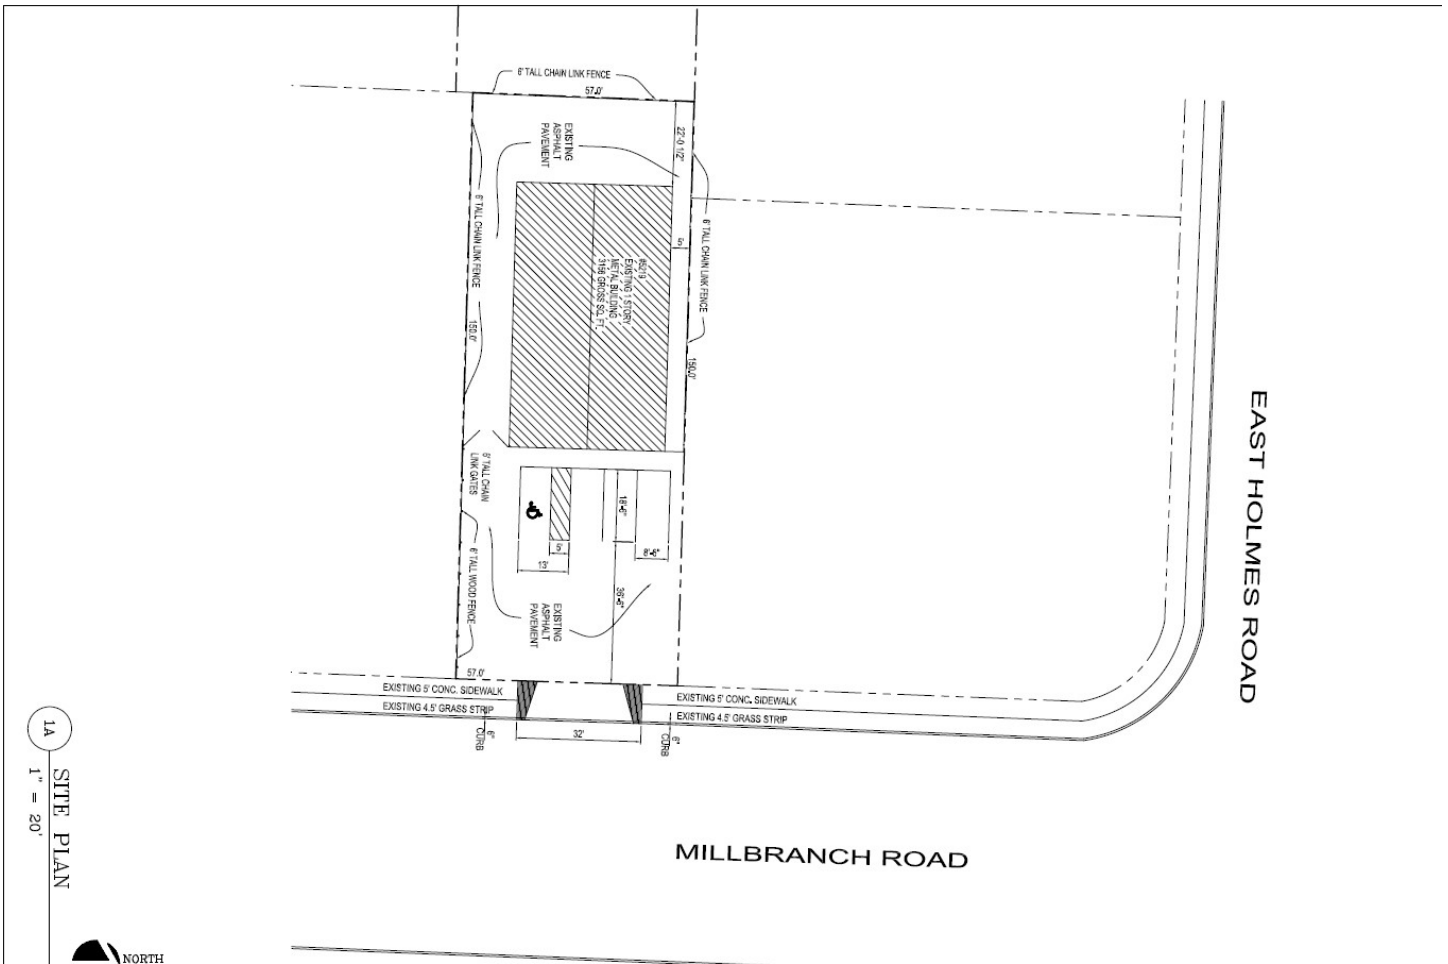 6' TALL CHAIN LINK FENCE
57.0'
EXISTING
ASPHALT
PAVEMENT
22'-0 1/2"
6' TALL CHAIN LINK FENCE
6' TALL CHAIN LINK FENCE
5'
#5219
EXISTING 1 STORY
METAL BUILDING
3156 GROSS SQ. FT.
150.0'
150.0'
EAST HOLMES ROAD
6' TALL CHAIN
LINK GATES
18'-6"
8'-6"
5'
13'
6' TALL WOOD FENCE
36'-6"
EXISTING
ASPHALT
PAVEMENT
57.0'
EXISTING 5' CONC. SIDEWALK
EXISTING 5' CONC. SIDEWALK
EXISTING 4.5' GRASS STRIP
EXISTING 4.5' GRASS STRIP
6"
CURB
32'
6"
CURB
MILLBRANCH ROAD
1A
SITE PLAN
1" = 20'
NORTH